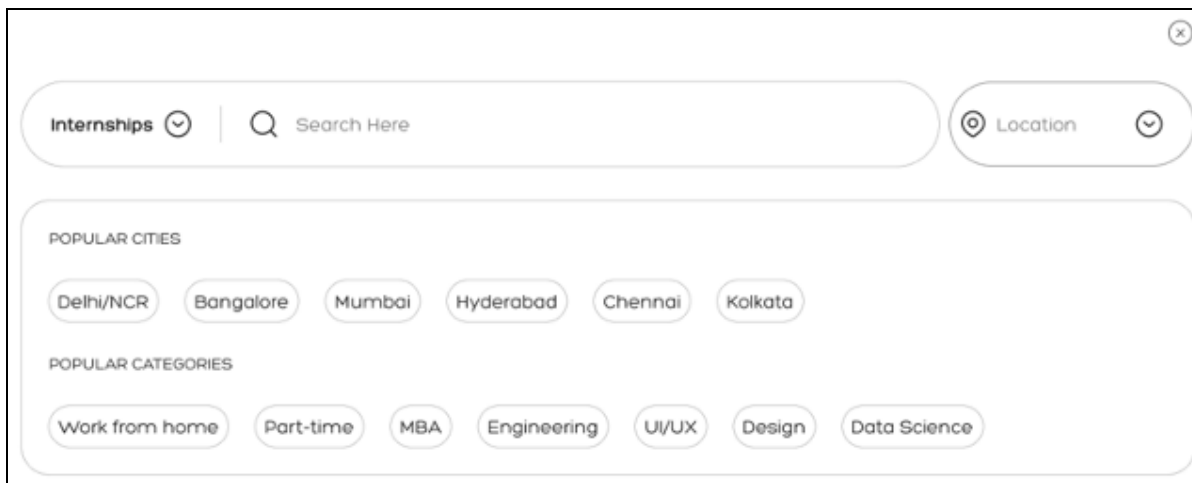 Internships Search Here Location
POPULAR CITIES
Delhi/NCR Bangalore Mumbai Hyderabad Chennai Kolkata
POPULAR CATEGORIES
Work from home Part-time MBA Engineering UI/UX Design Data Science